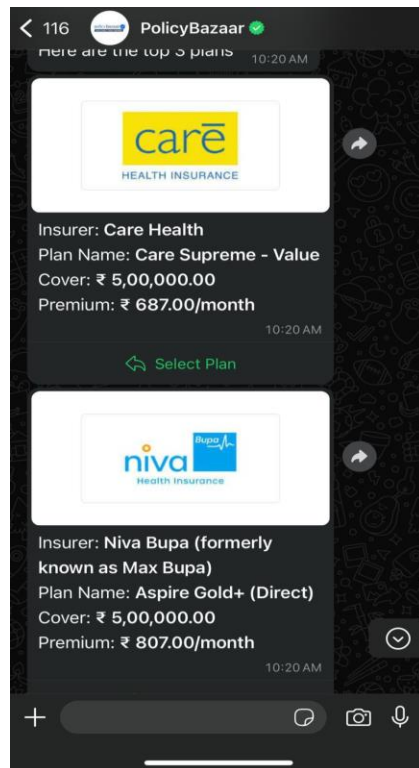 116
PolicyBazaar
Here are the top 3 plans
10:20 AM
carē
HEALTH INSURANCE
Insurer: Care Health
Plan Name: Care Supreme - Value
Cover: ₹ 5,00,000.00
Premium: ₹ 687.00/month
10:20 AM
Select Plan
niva
Bupa
Health Insurance
Insurer: Niva Bupa (formerly
known as Max Bupa)
Plan Name: Aspire Gold+ (Direct)
Cover: ₹ 5,00,000.00
Premium: ₹ 807.00/month
10:20 AM